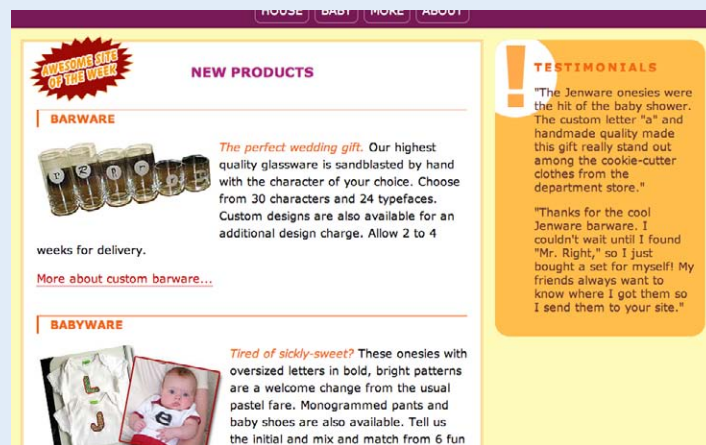 HOUSE BABY MORE ABOUT
AWESOME SITE
OF THE WEEK
NEW PRODUCTS
BARWARE
The perfect wedding gift. Our highest
quality glassware is sandblasted by hand
with the character of your choice. Choose
from 30 characters and 24 typefaces.
Custom designs are also available for an
additional design charge. Allow 2 to 4
weeks for delivery.
More about custom barware...
BABYWARE
Tired of sickly-sweet? These onesies with
oversized letters in bold, bright patterns
are a welcome change from the usual
pastel fare. Monogrammed pants and
baby shoes are also available. Tell us
the initial and mix and match from 6 fun
L
J
e
!
TESTIMONIALS
"The Jenware onesies were
the hit of the baby shower.
The custom letter "a" and
handmade quality made
this gift really stand out
among the cookie-cutter
clothes from the
department store."
"Thanks for the cool
Jenware barware. I
couldn't wait until I found
"Mr. Right," so I just
bought a set for myself! My
friends always want to
know where I got them so
I send them to your site."